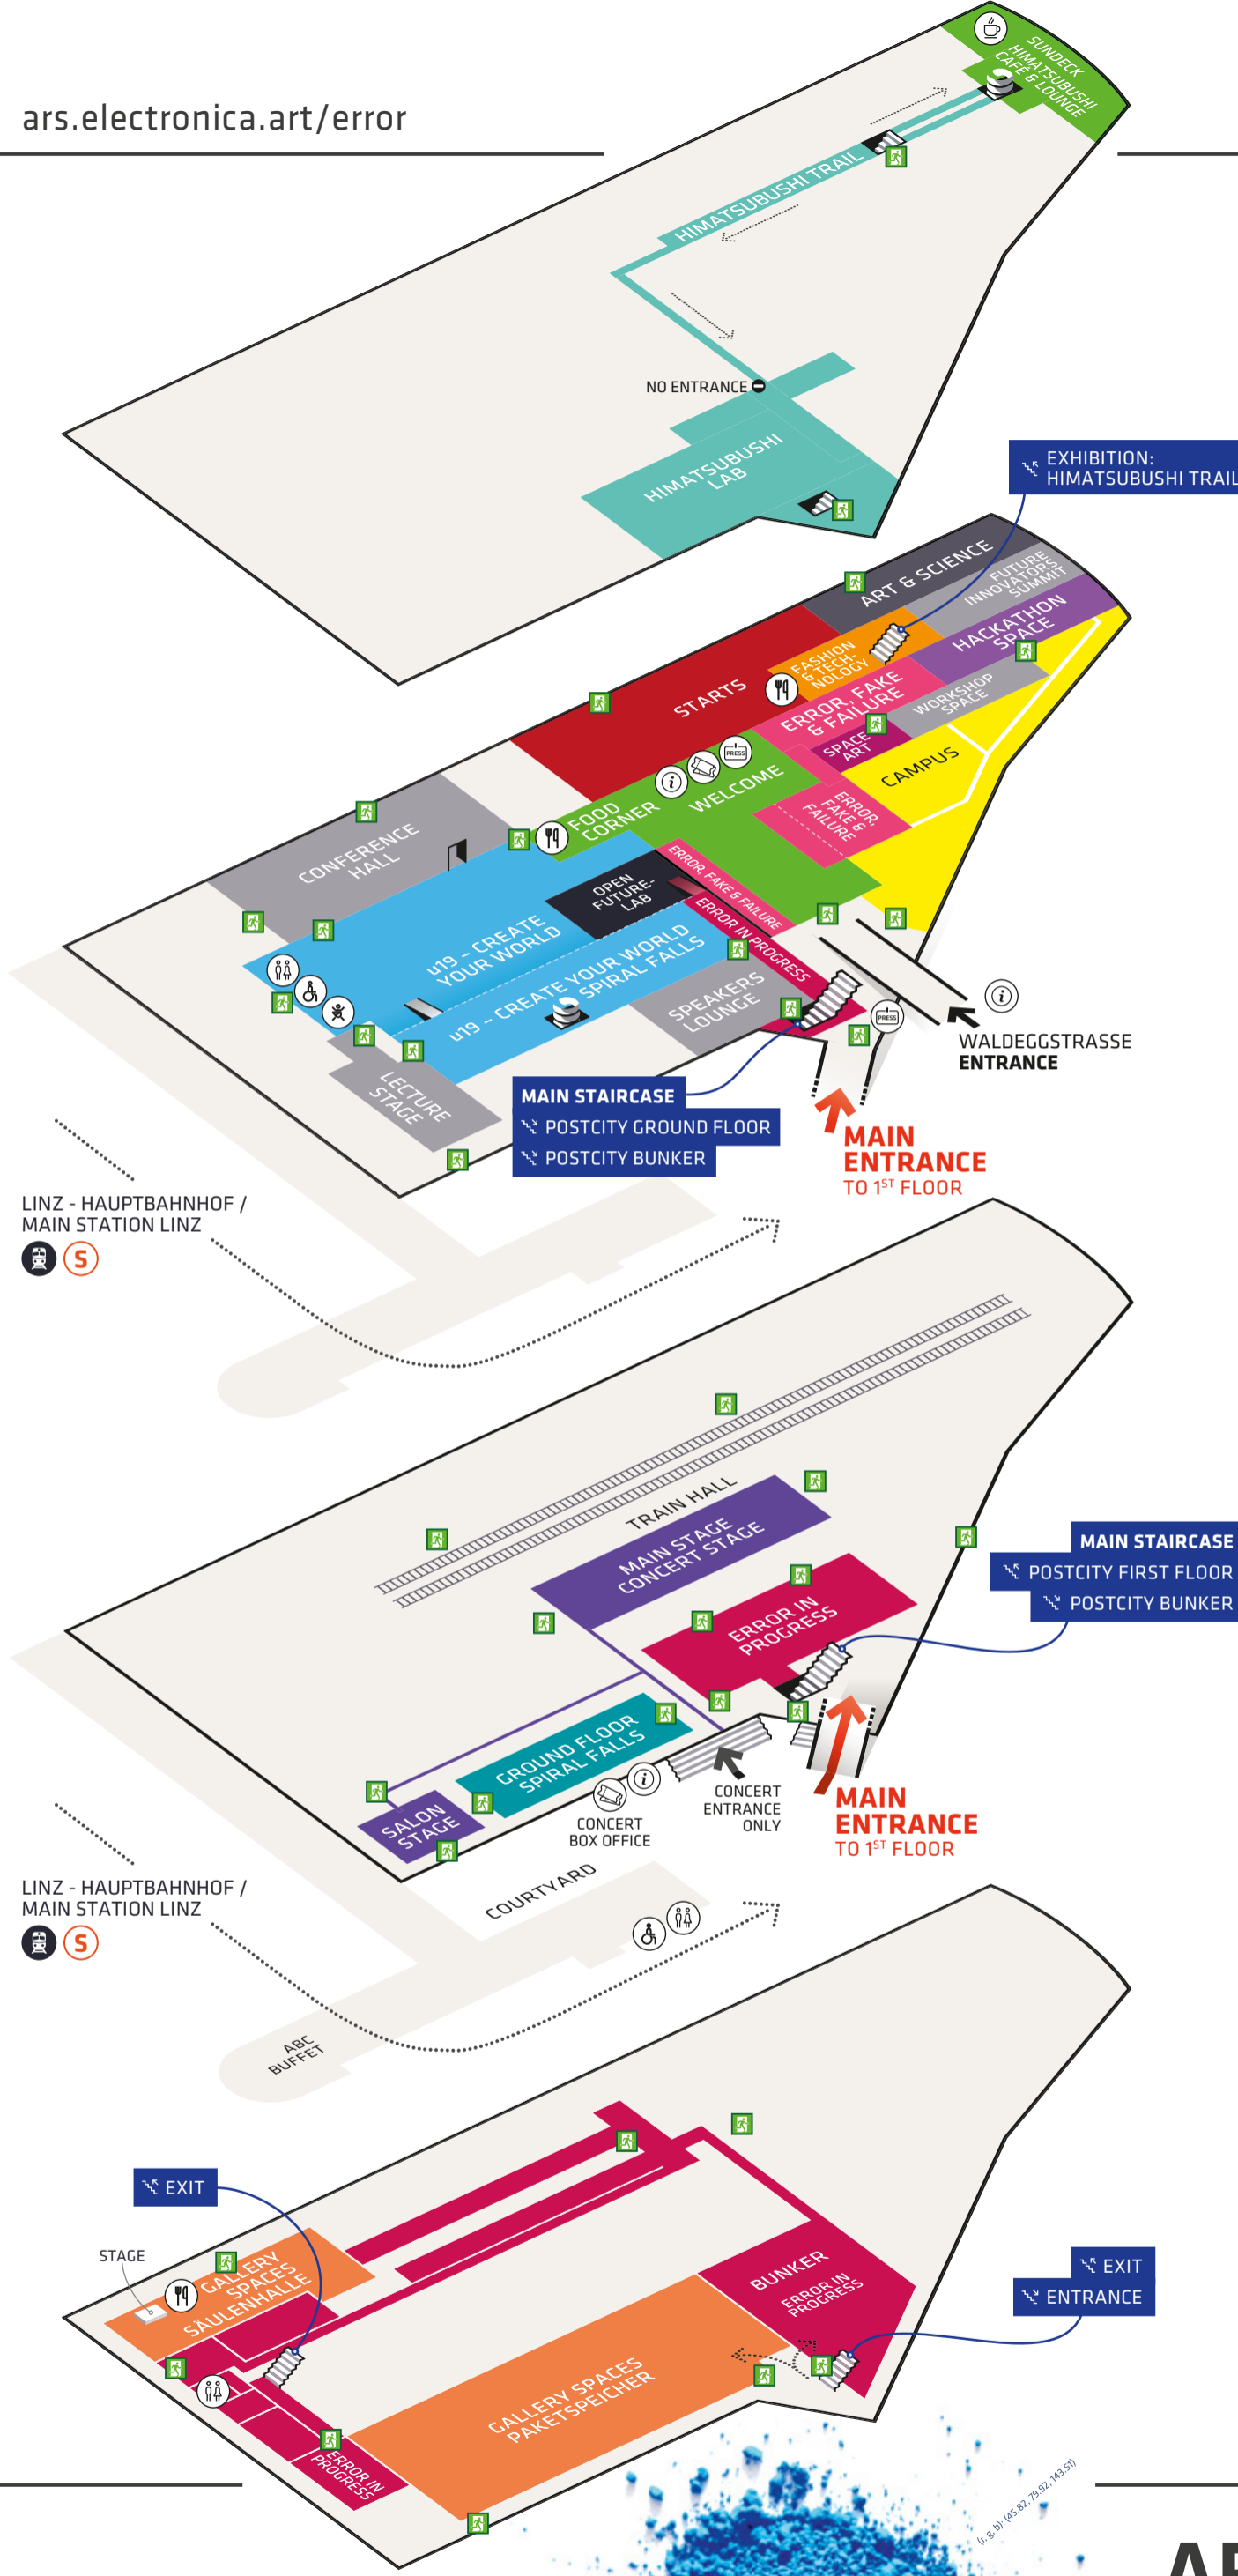 SUNDECK
HIMATSUBUSHI
CAFÉ & LOUNGE
ars.electronica.art/error
HIMATSUBUSHI TRAIL
NO ENTRANCE
HIMATSUBUSHI
LAB
EXHIBITION:
HIMATSUBUSHI TRAIL
ART & SCIENCE
FUTURE
INNOVATORS
SUMMIT
HACKATHON
SPACE
FASHION
& TECH-
NOLOGY
STARTS
ERROR, FAKE
& FAILURE
WORKSHOP
SPACE
SPACE
ART
CAMPUS
PRESS
WELCOME
FOOD
CORNER
ERROR,
FAKE &
FAILURE
CONFERENCE
HALL
OPEN
FUTURE-
LAB
ERROR, FAKE & FAILURE
ERROR IN PROGRESS
u19 – CREATE
YOUR WORLD
u19 – CREATE YOUR WORLD
SPIRAL FALLS
SPEAKERS
LOUNGE
PRESS
LECTURE
STAGE
WALDEGGSTRASSE
ENTRANCE
MAIN STAIRCASE
POSTCITY GROUND FLOOR
POSTCITY BUNKER
MAIN
ENTRANCE
TO 1ST FLOOR
LINZ - HAUPTBAHNHOF /
MAIN STATION LINZ
S
TRAIN HALL
MAIN STAGE
CONCERT STAGE
MAIN STAIRCASE
POSTCITY FIRST FLOOR
POSTCITY BUNKER
ERROR IN
PROGRESS
GROUND FLOOR
SPIRAL FALLS
SALON
STAGE
CONCERT
BOX OFFICE
CONCERT
ENTRANCE
ONLY
MAIN
ENTRANCE
TO 1ST FLOOR
LINZ - HAUPTBAHNHOF /
MAIN STATION LINZ
S
COURTYARD
ABC
BUFFET
EXIT
STAGE
GALLERY
SPACES
SÄULENHALLE
BUNKER
ERROR IN
PROGRESS
EXIT
ENTRANCE
GALLERY SPACES
PAKETSPEICHER
ERROR IN
PROGRESS
(r, g, b): (45.82, 79.92, 143.51)